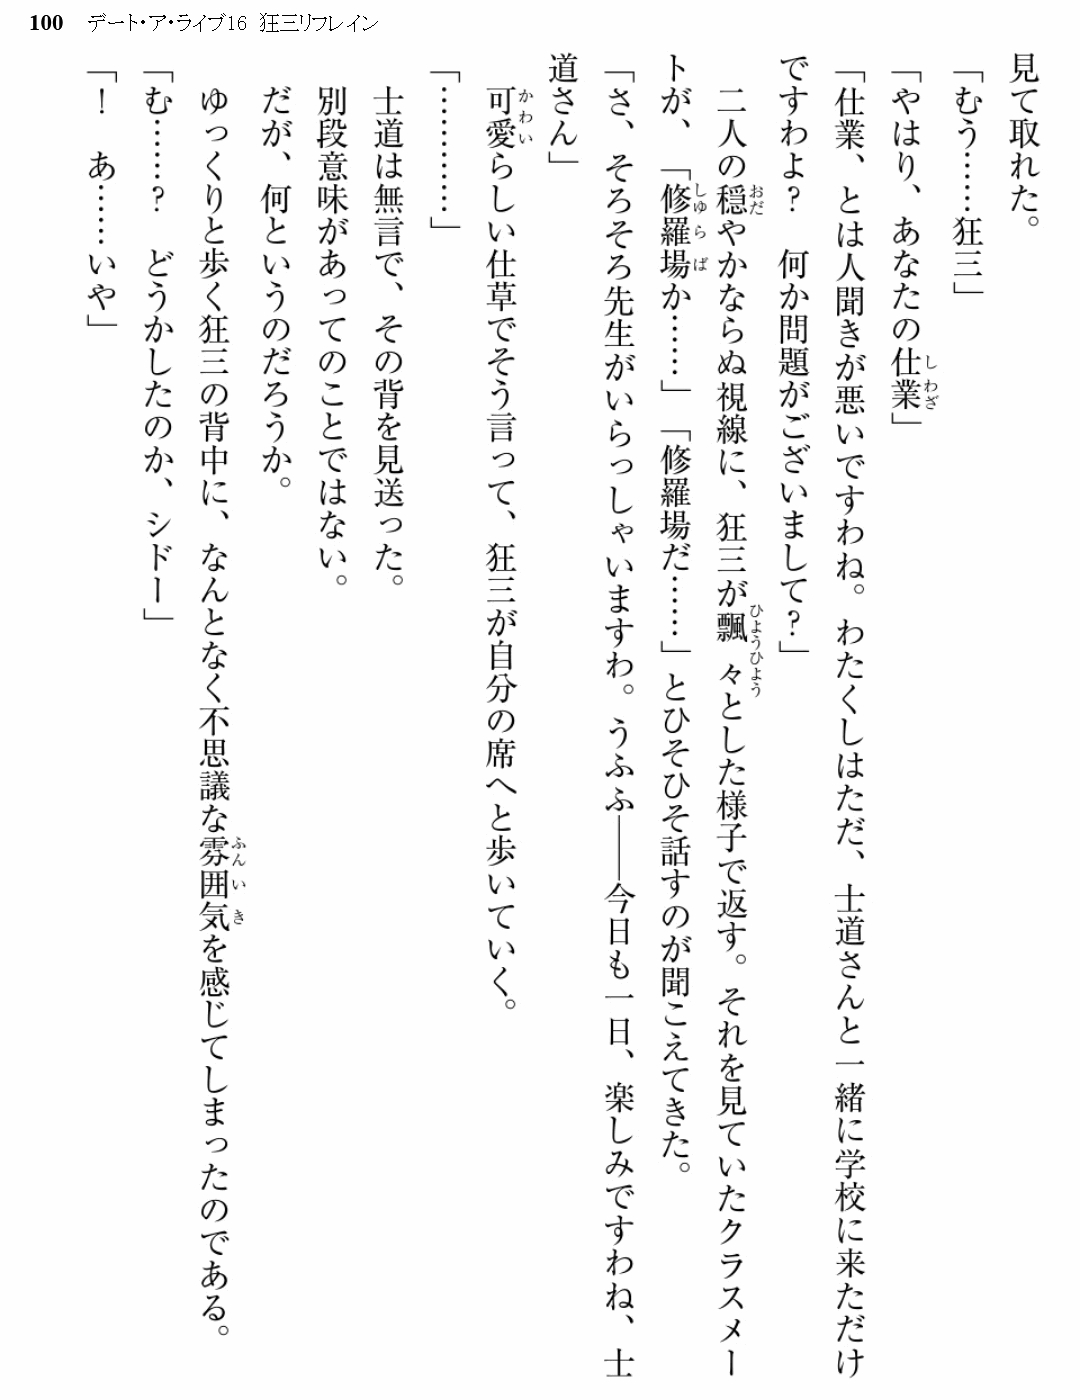 100 デート・ア・ライブ16 狂三リフレイン
見て取れた。
「むう……狂三」
「やはり、あなたの仕業」
「仕業、とは人聞きが悪いですわね。わたくしはただ、士道さんと一緒に学校に来ただけ
ですわよ？　何か問題がございまして？」
　二人の穏やかならぬ視線に、狂三が飄々とした様子で返す。それを見ていたクラスメー
トが、「修羅場か……」「修羅場だ……」とひそひそ話すのが聞こえてきた。
「さ、そろそろ先生がいらっしゃいますわ。うふふ――今日も一日、楽しみですわね、士
道さん」
　可愛らしい仕草でそう言って、狂三が自分の席へと歩いていく。
「…………」
　士道は無言で、その背を見送った。
　別段意味があってのことではない。
　だが、何というのだろうか。
　ゆっくりと歩く狂三の背中に、なんとなく不思議な雰囲気を感じてしまったのである。
「む……？　どうかしたのか、シドー」
「！　あ……いや」